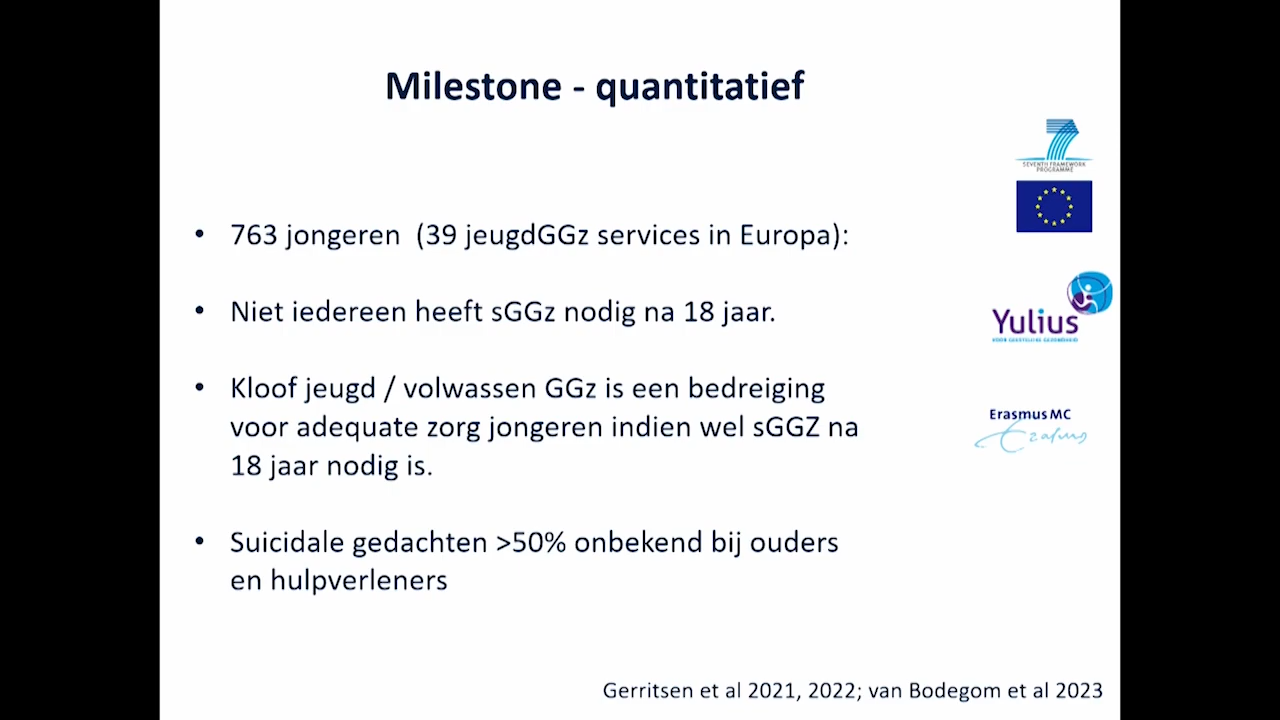 Milestone - quantitatief
SEVENTH FRAMEWORK
PROGRAMME
• 763 jongeren (39 jeugdGGz services in Europa):
• Niet iedereen heeft sGGz nodig na 18 jaar.
Yulius
VOOR GEESTELIJKE GEZONDHEID
• Kloof jeugd / volwassen GGz is een bedreiging
voor adequate zorg jongeren indien wel sGGZ na
18 jaar nodig is.
Erasmus MC
Erasmus
• Suicidale gedachten >50% onbekend bij ouders
en hulpverleners
Gerritsen et al 2021, 2022; van Bodegom et al 2023